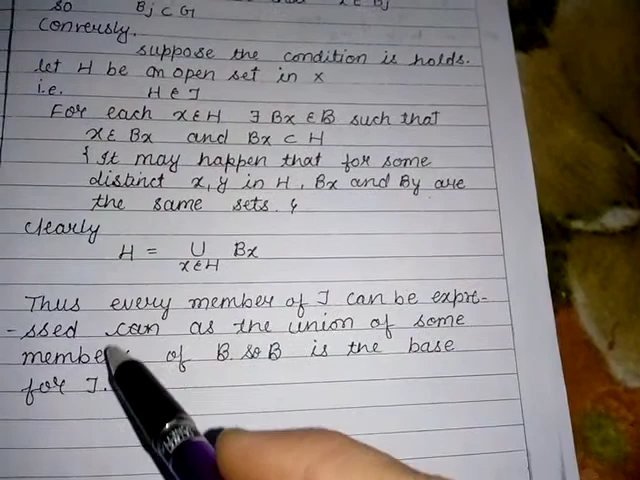 so Bj ⊂ G
x ∈ Bj
Conversly.
suppose the condition is holds.
let H be an open set in x
i.e. H ∈ J
For each x∈H ∃ Bx ∈ B such that
x∈ Bx and Bx ⊂ H
{ It may happen that for some
distinct x, y in H, Bx and By are
the same sets. }
Clearly
H = ∪ Bx
x∈H
Thus every member of J can be expre-
-ssed can as the union of some
membe of B. so B is the base
for J.